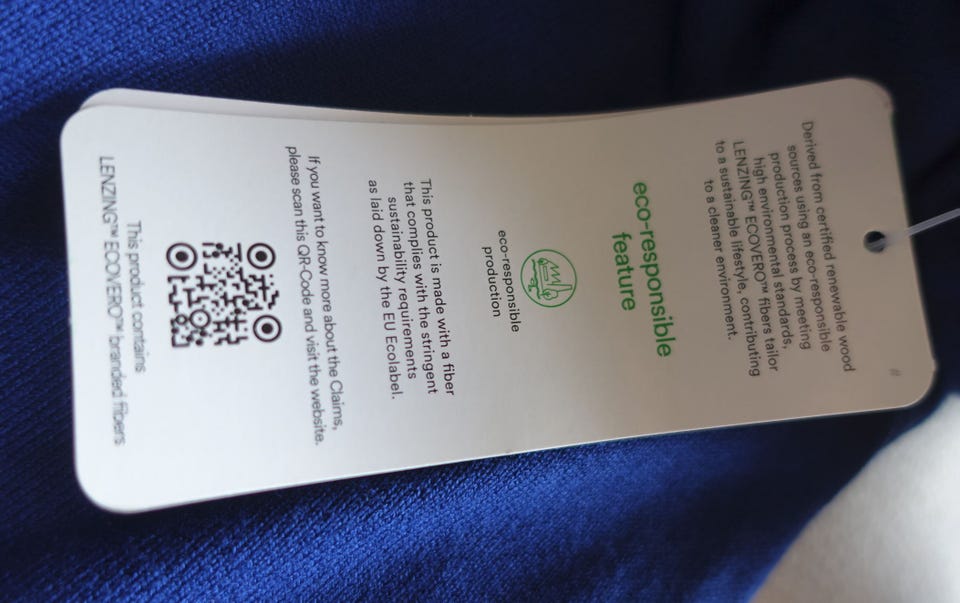 Derived from certified renewable wood
sources using an eco-responsible
production process by meeting
high environmental standards,
LENZING™ ECOVERO™ fibers tailor
to a sustainable lifestyle, contributing
to a cleaner environment.
eco-responsible
feature
eco-responsible
production
This product is made with a fiber
that complies with the stringent
sustainability requirements
as laid down by the EU Ecolabel.
If you want to know more about the Claims,
please scan this QR-Code and visit the website.
This product contains
LENZING™ ECOVERO™ branded fibers